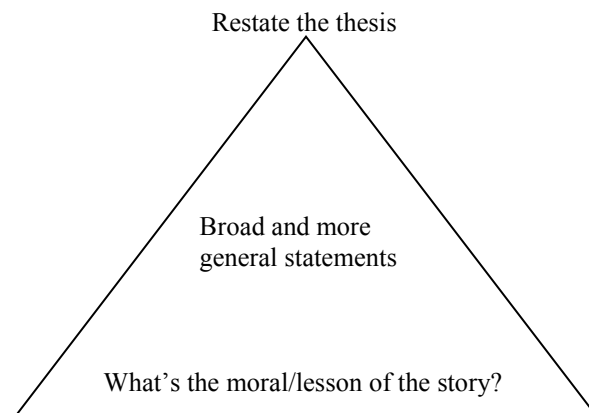 Restate the thesis
Broad and more
general statements
What’s the moral/lesson of the story?